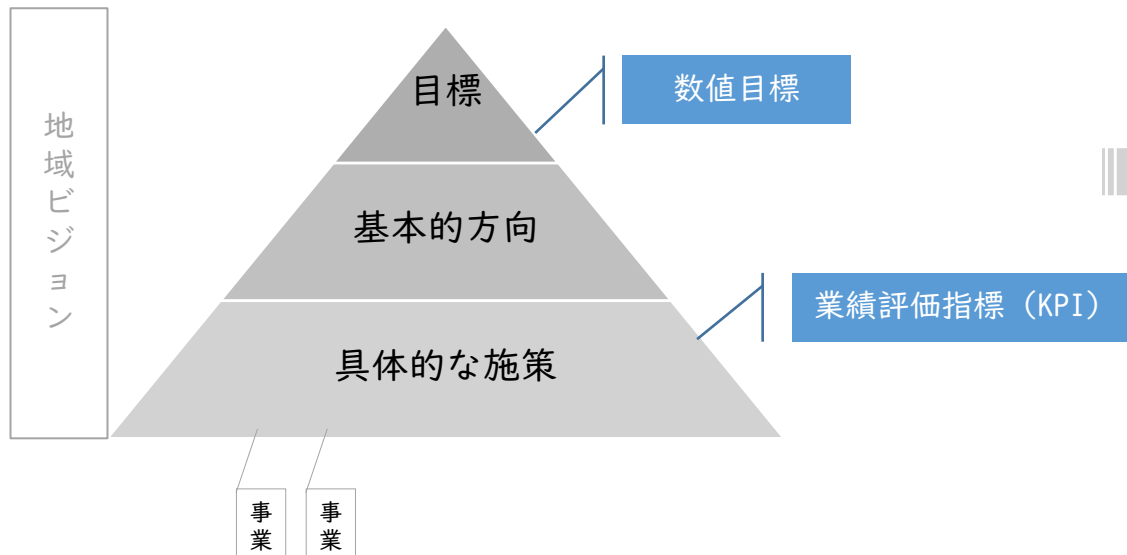 地域ビジョン
目標
数値目標
基本的方向
業績評価指標（KPI）
具体的な施策
事業
事業